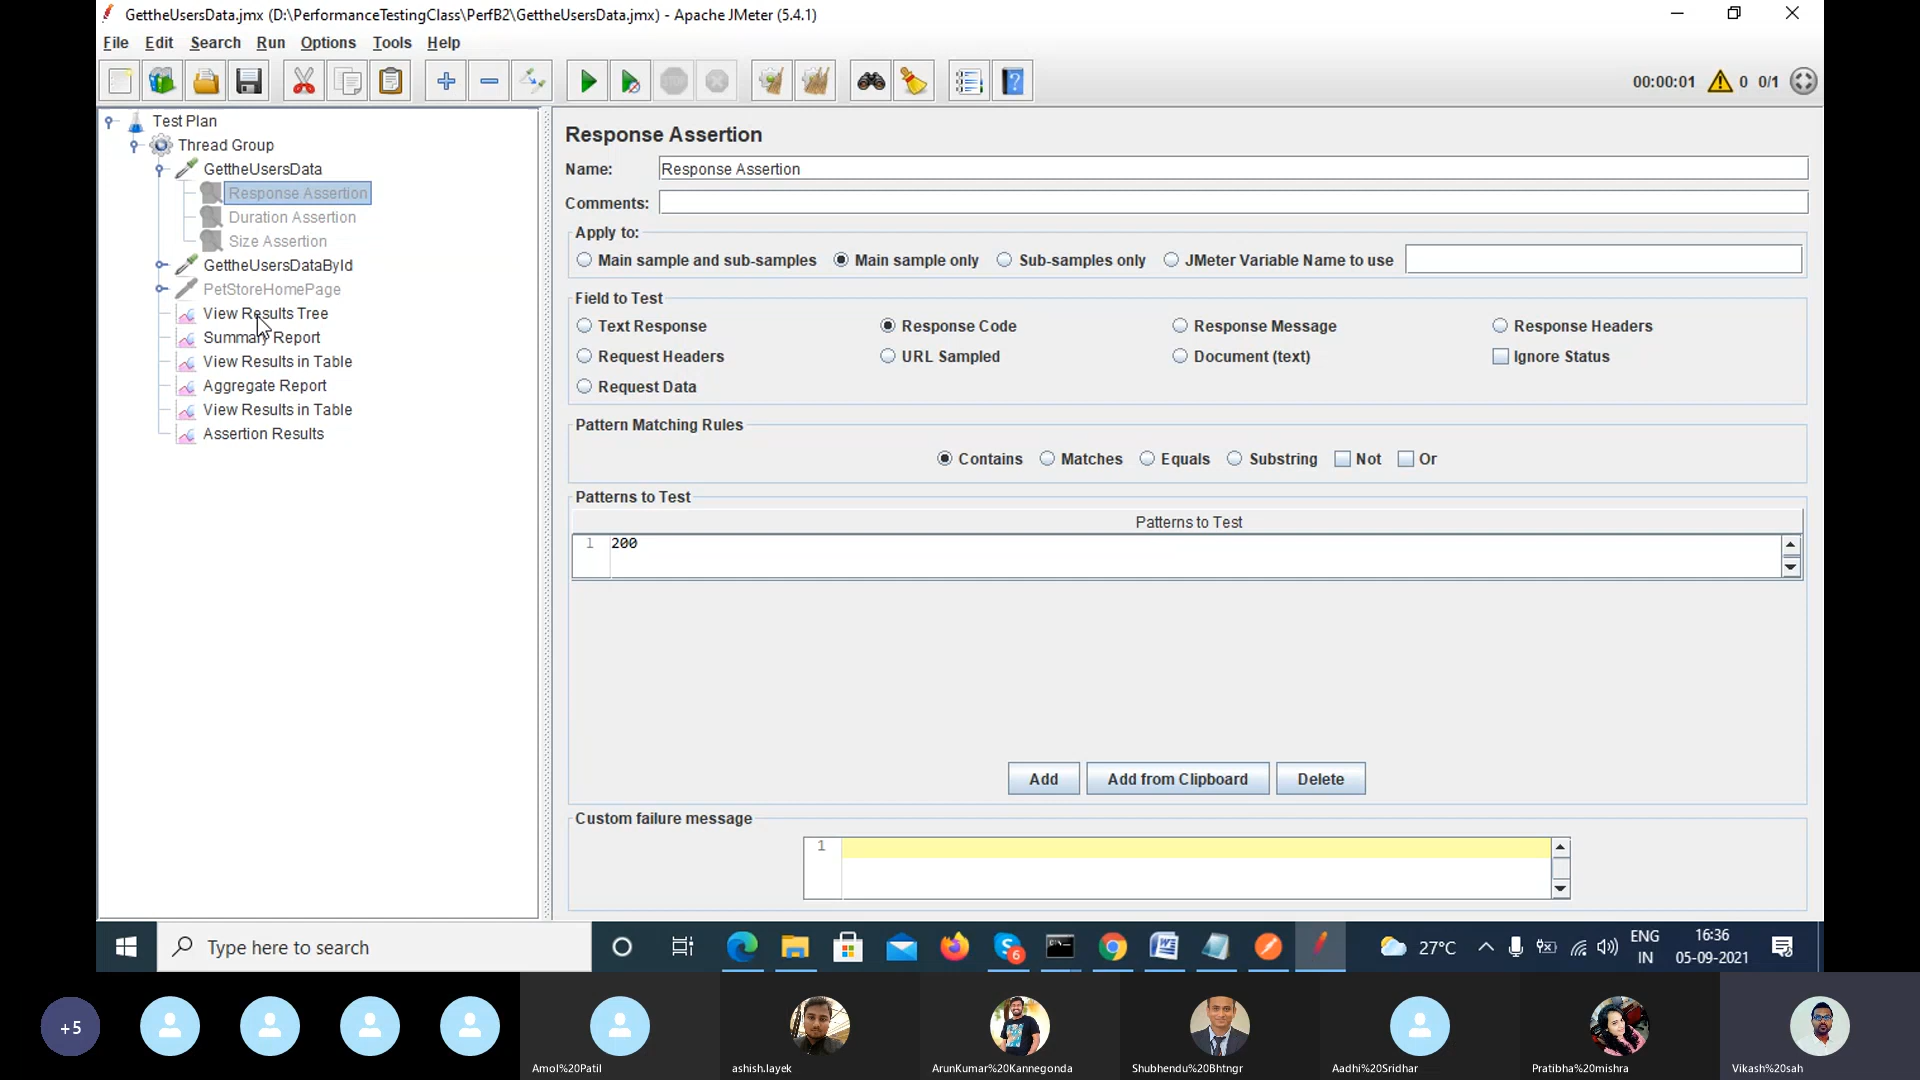 GettheUsersData.jmx (D:\PerformanceTestingClass\PerfB2\GettheUsersData.jmx) - Apache JMeter (5.4.1)
File Edit Search Run Options Tools Help
STOP
00:00:01 0 0/1
Test Plan
Thread Group
GettheUsersData
Response Assertion
Duration Assertion
Size Assertion
GettheUsersDataById
PetStoreHomePage
View Results Tree
Summary Report
View Results in Table
Aggregate Report
View Results in Table
Assertion Results
Response Assertion
Name: Response Assertion
Comments:
Apply to:
Main sample and sub-samples Main sample only Sub-samples only JMeter Variable Name to use
Field to Test
Text Response Response Code Response Message Response Headers
Request Headers URL Sampled Document (text) Ignore Status
Request Data
Pattern Matching Rules
Contains Matches Equals Substring Not Or
Patterns to Test
Patterns to Test
1 200
Add Add from Clipboard Delete
Custom failure message
1
Type here to search
6
27°C
ENG
IN
16:36
05-09-2021
+5
Amol%20Patil
ashish.layek
ArunKumar%20Kannegonda
Shubhendu%20Bhtngr
Aadhi%20Sridhar
Pratibha%20mishra
Vikash%20sah